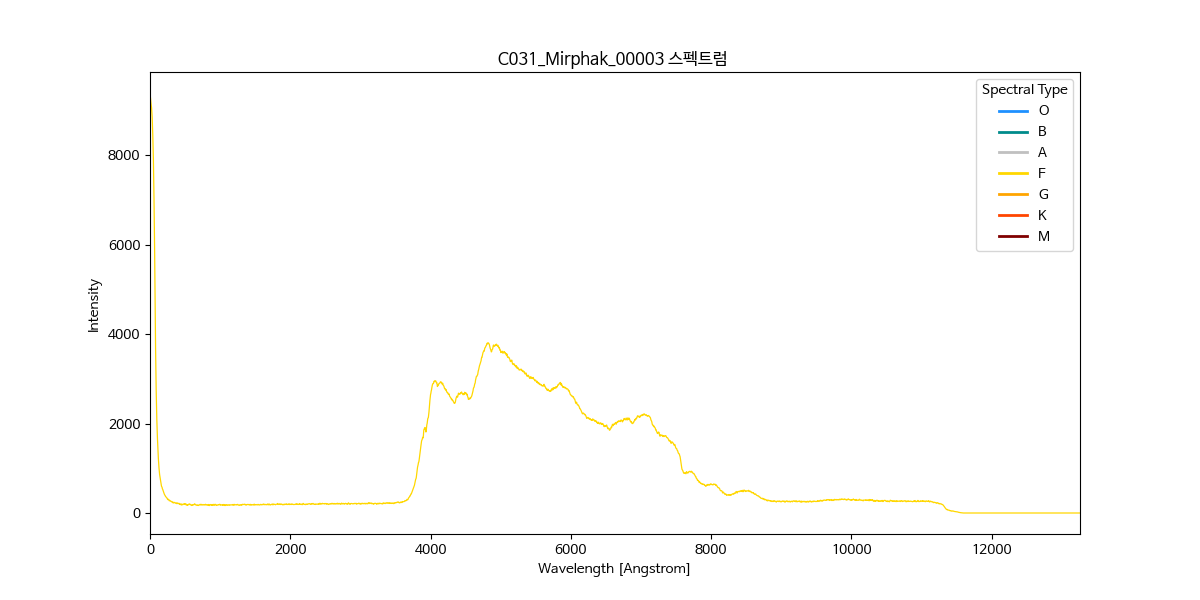 C031_Mirphak_00003 스펙트럼
Spectral Type
O
B
A
F
G
K
M
Intensity
8000
6000
4000
2000
0
0 2000 4000 6000 8000 10000 12000
Wavelength [Angstrom]